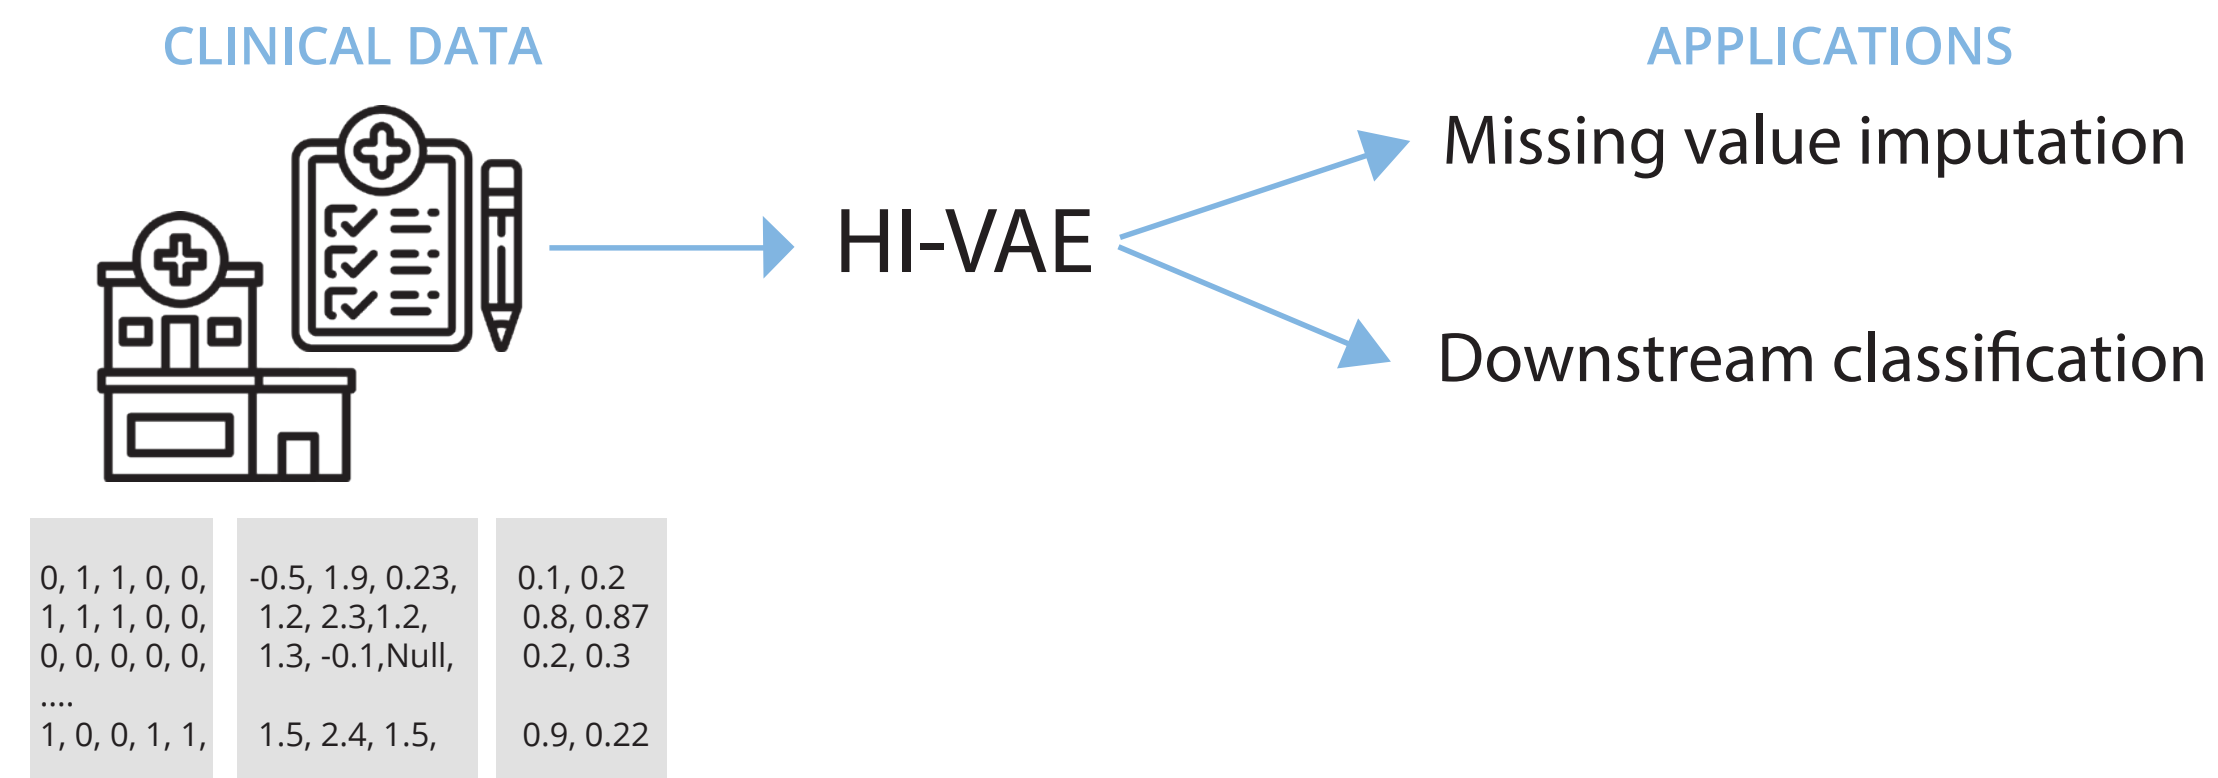 CLINICAL DATA
APPLICATIONS
Missing value imputation
HI-VAE
Downstream classification
0, 1, 1, 0, 0, -0.5, 1.9, 0.23, 0.1, 0.2
1, 1, 1, 0, 0, 1.2, 2.3,1.2, 0.8, 0.87
0, 0, 0, 0, 0, 1.3, -0.1,Null, 0.2, 0.3
....
1, 0, 0, 1, 1, 1.5, 2.4, 1.5, 0.9, 0.22